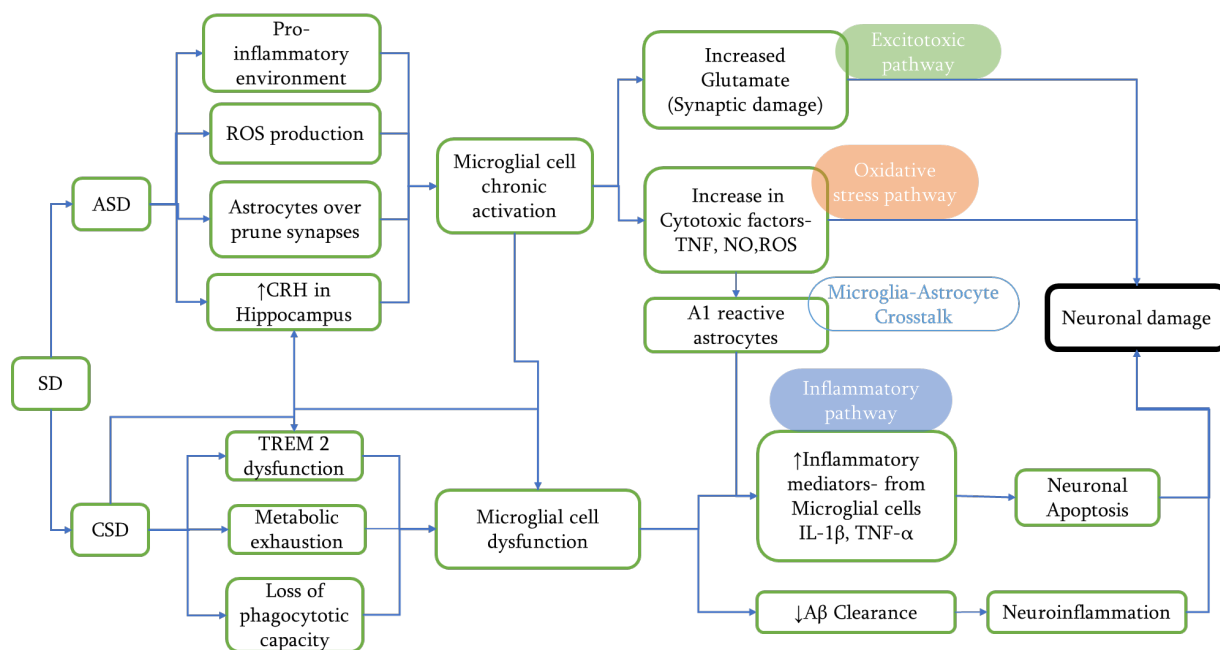 SD
ASD
CSD
Pro-
inflammatory
environment
ROS production
Astrocytes over
prune synapses
↑CRH in
Hippocampus
TREM 2
dysfunction
Metabolic
exhaustion
Loss of
phagocytotic
capacity
Microglial cell
chronic
activation
Microglial cell
dysfunction
Increased
Glutamate
(Synaptic damage)
Excitotoxic
pathway
Increase in
Cytotoxic factors-
TNF, NO,ROS
Oxidative
stress pathway
A1 reactive
astrocytes
Microglia-Astrocyte
Crosstalk
Inflammatory
pathway
↑Inflammatory
mediators- from
Microglial cells
IL-1β, TNF-α
↓Aβ Clearance
Neuronal
Apoptosis
Neuroinflammation
Neuronal damage